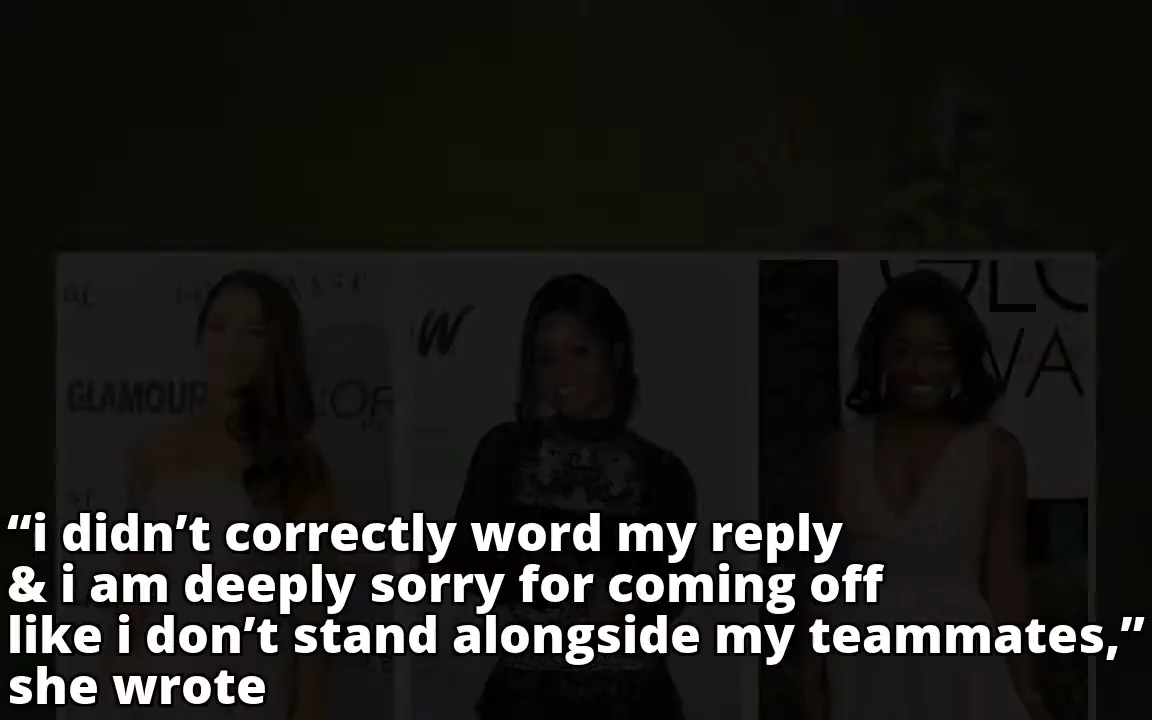 GLAMOUR
W
“i didn’t correctly word my reply
& i am deeply sorry for coming off
like i don’t stand alongside my teammates,”
she wrote